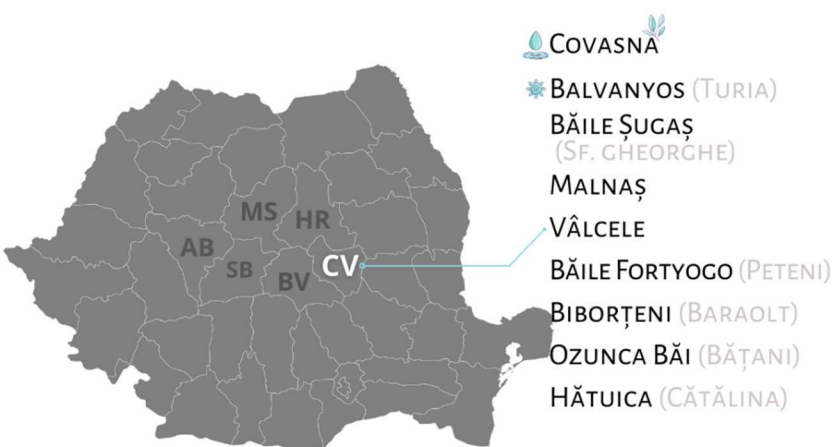 COVASNA
BALVANYOS (TURIA)
BĂILE ȘUGAȘ
(SF. GHEORGHE)
MALNAȘ
VÂLCELE
BĂILE FORTYOGO (PETENI)
BIBORȚENI (BARAOLT)
OZUNCA BĂI (BĂȚANI)
HĂTUICA (CĂTĂLINA)
MS
HR
AB
SB
BV
CV